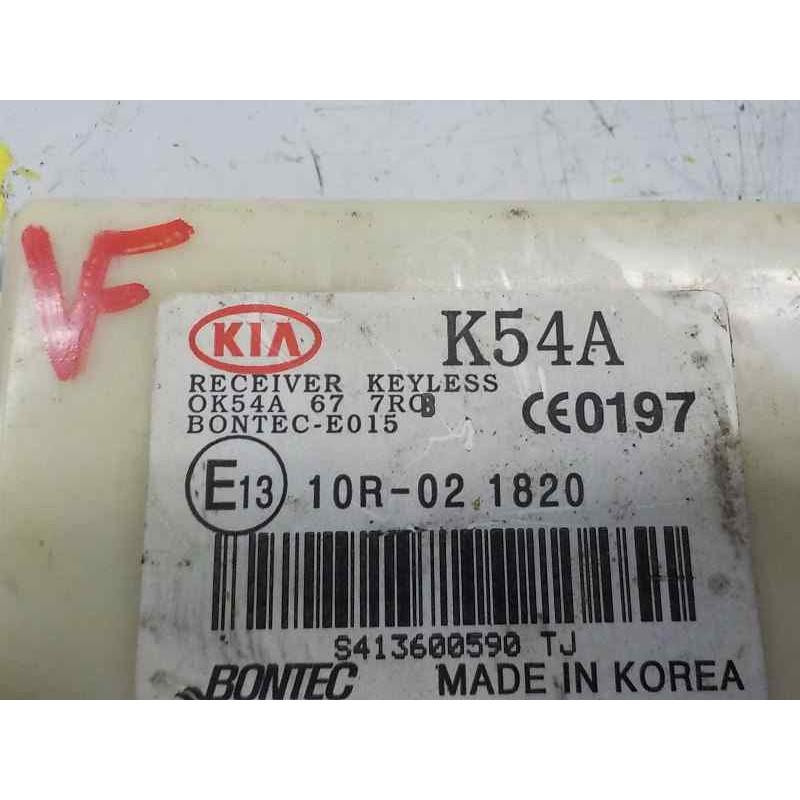 VF
KIA
K54A
RECEIVER KEYLESS
OK54A 67 7RCB
BONTEC-E015
CE0197
E13 10R-02 1820
S413600590 TJ
BONTEC MADE IN KOREA